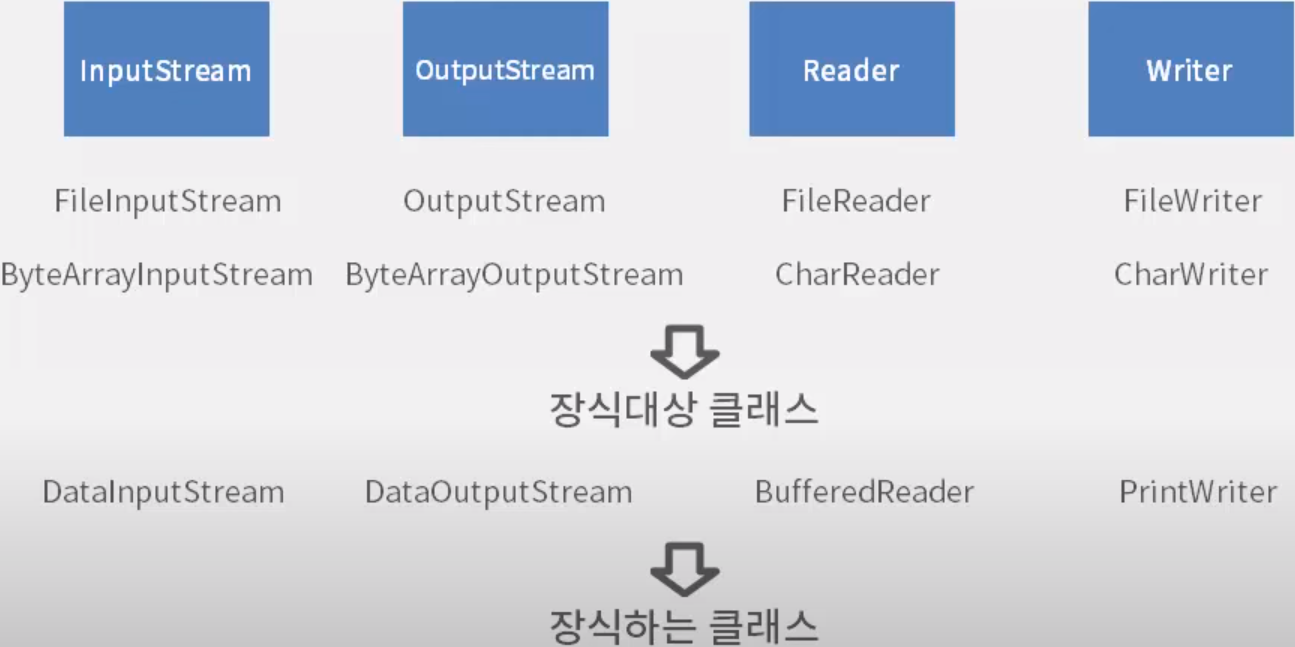 InputStream OutputStream Reader Writer
FileInputStream OutputStream FileReader FileWriter
ByteArrayInputStream ByteArrayOutputStream CharReader CharWriter
장식대상 클래스
DataInputStream DataOutputStream BufferedReader PrintWriter
장식하는 클래스